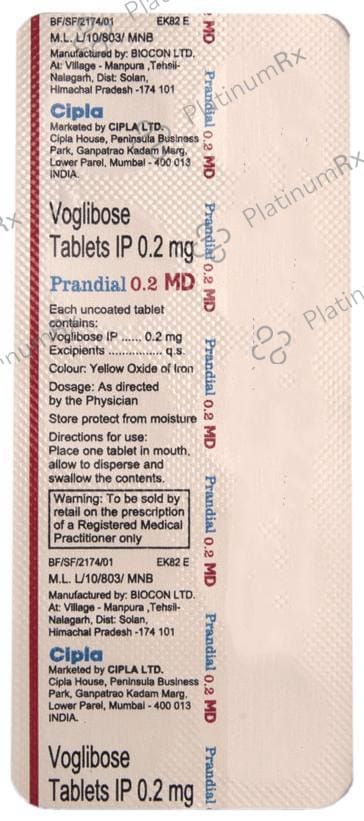 BF/SF/2174/01 EK82 E
M.L. L/10/803/ MNB
Manufactured by: BIOCON LTD.
At: Village - Manpura ,Tehsil-
Nalagarh, Dist: Solan,
Himachal Pradesh -174 101
Cipla
Marketed by CIPLA LTD.
Cipla House, Peninsula Business
Park, Ganpatrao Kadam Marg,
Lower Parel, Mumbai - 400 013
INDIA.
Voglibose
Tablets IP 0.2 mg
Prandial 0.2 MD
Each uncoated tablet
contains:
Voglibose IP ...... 0.2 mg
Excipients ................ q.s.
Colour: Yellow Oxide of Iron
Dosage: As directed
by the Physician
Store protect from moisture
Directions for use:
Place one tablet in mouth,
allow to disperse and
swallow the contents.
Warning: To be sold by
retail on the prescription
of a Registered Medical
Practitioner only
BF/SF/2174/01 EK82 E
M.L. L/10/803/ MNB
Manufactured by: BIOCON LTD.
At: Village - Manpura ,Tehsil-
Nalagarh, Dist: Solan,
Himachal Pradesh -174 101
Cipla
Marketed by CIPLA LTD.
Cipla House, Peninsula Business
Park, Ganpatrao Kadam Marg,
Lower Parel, Mumbai - 400 013
INDIA.
Voglibose
Tablets IP 0.2 mg
MD
Prandial 0.2 MD
Prandial 0.2 MD
Prandial 0.2 MD
Prandial 0.2 MD
Prandial 0.2 MD
Prandial
PlatinumRx
PlatinumRx
PlatinumRx
Platin
Rx
numRx